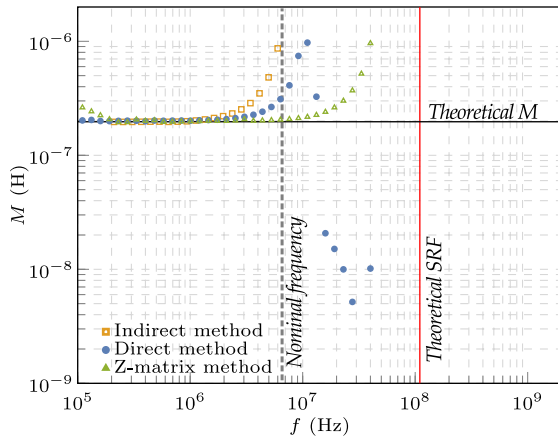 10^-6
10^-7
10^-8
10^-9
M (H)
Theoretical M
Nominal frequency
Theoretical SRF
Indirect method
Direct method
Z-matrix method
10^5 10^6 10^7 10^8 10^9
f (Hz)